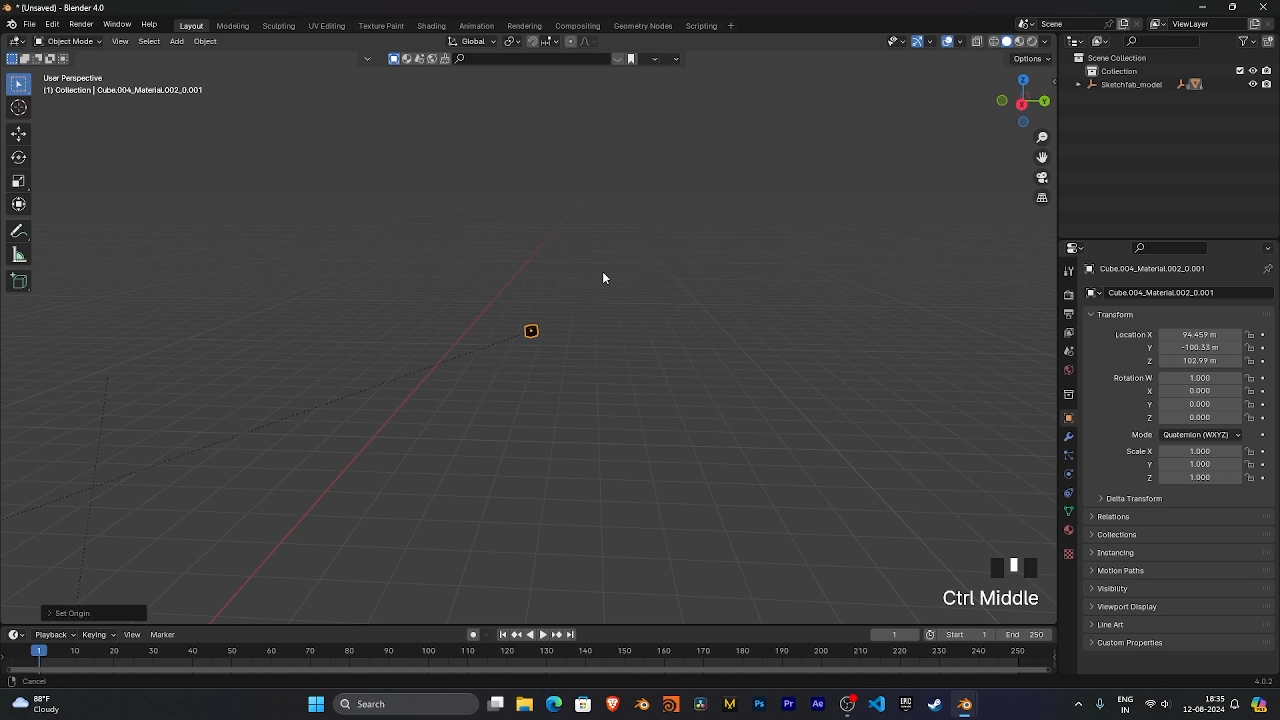 * (Unsaved) - Blender 4.0
File Edit Render Window Help Layout Modeling Sculpting UV Editing Texture Paint Shading Animation Rendering Compositing Geometry Nodes Scripting + Scene ViewLayer
Object Mode View Select Add Object Global
Options
User Perspective
(1) Collection | Cube.004_Material.002_0.001
Z
Y
X
Scene Collection
Collection
Sketchfab_model
Cube.004_Material.002_0.001
Cube.004_Material.002_0.001
Transform
Location X 94.459 m
Y -100.33 m
Z 102.99 m
Rotation W 1.000
X 0.000
Y 0.000
Z 0.000
Mode Quaternion (WXYZ)
Scale X 1.000
Y 1.000
Z 1.000
Delta Transform
Relations
Collections
Instancing
Motion Paths
Visibility
Viewport Display
Line Art
Custom Properties
Ctrl Middle
Set Origin
Playback Keying View Marker 1 Start 1 End 250
1 10 20 30 40 50 60 70 80 90 100 110 120 130 140 150 160 170 180 190 200 210 220 230 240 250
Cancel 4.0.2
88°F
Cloudy
Search
M Ps Pr Ae EPIC
ENG
IN
18:35
12-08-2024